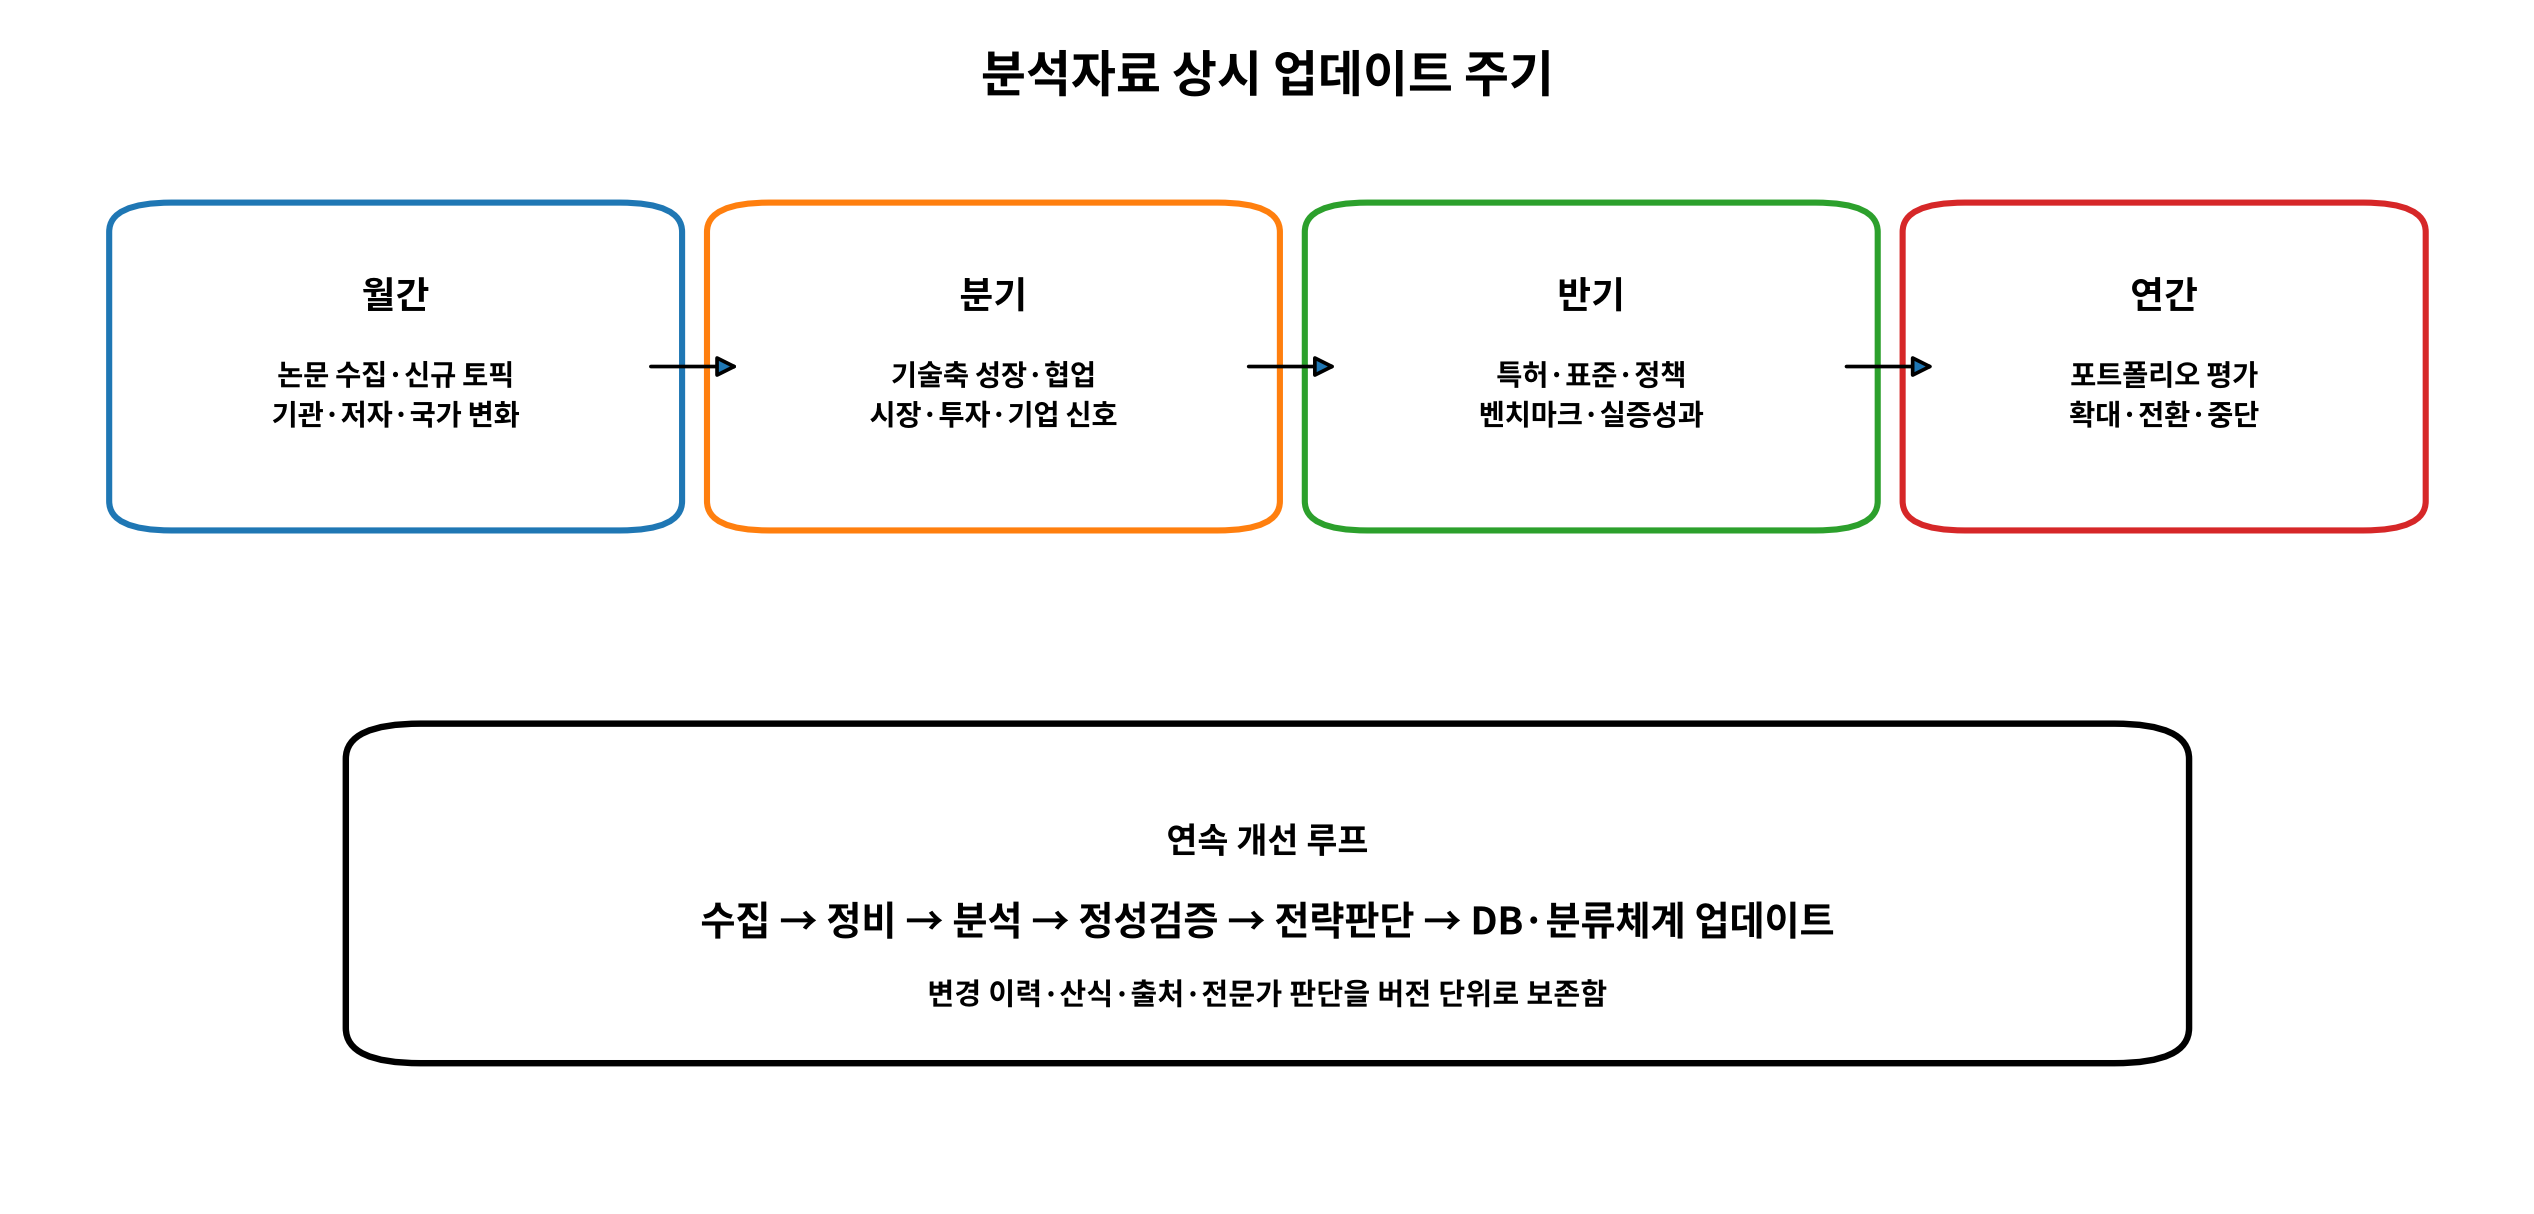 분석자료 상시 업데이트 주기
월간
논문 수집·신규 토픽
기관·저자·국가 변화
분기
기술축 성장·협업
시장·투자·기업 신호
반기
특허·표준·정책
벤치마크·실증성과
연간
포트폴리오 평가
확대·전환·중단
연속 개선 루프
수집 → 정비 → 분석 → 정성검증 → 전략판단 → DB·분류체계 업데이트
변경 이력·산식·출처·전문가 판단을 버전 단위로 보존함